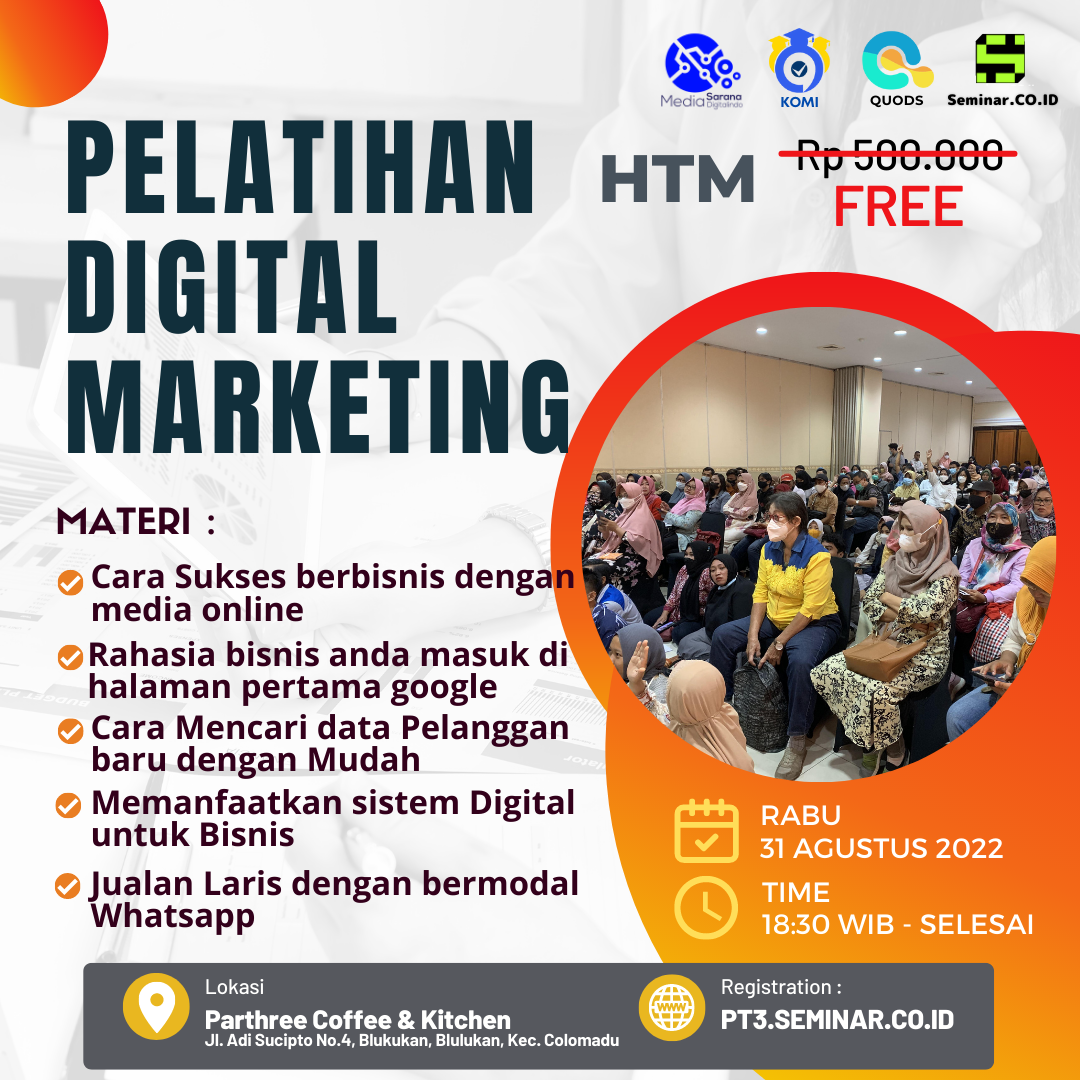 Media Sarana Digitalindo
KOMI
QUODS
Seminar.CO.ID
PELATIHAN
DIGITAL
MARKETING
HTM
Rp 500.000
FREE
MATERI :
Cara Sukses berbisnis dengan
media online
Rahasia bisnis anda masuk di
halaman pertama google
Cara Mencari data Pelanggan
baru dengan Mudah
Memanfaatkan sistem Digital
untuk Bisnis
Jualan Laris dengan bermodal
Whatsapp
RABU
31 AGUSTUS 2022
TIME
18:30 WIB - SELESAI
Lokasi
Parthree Coffee & Kitchen
Jl. Adi Sucipto No.4, Blukukan, Blulukan, Kec. Colomadu
www
Registration :
PT3.SEMINAR.CO.ID